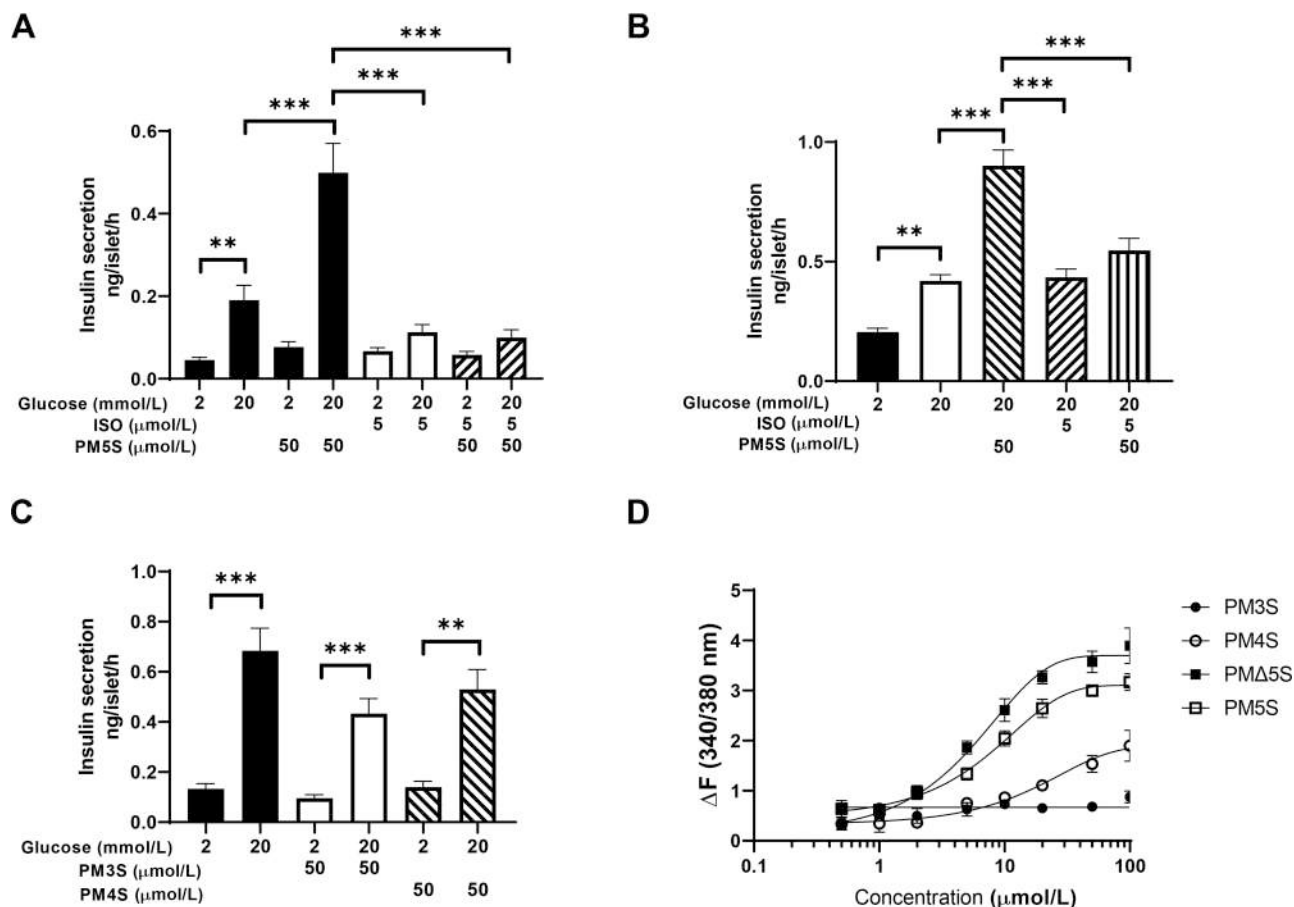 A
***
***
***
**
Insulin secretion
ng/islet/h
0.6
0.4
0.2
0.0
Glucose (mmol/L) 2 20 2 20 2 20 2 20
ISO (μmol/L) 5 5 5 5
PM5S (μmol/L) 50 50 50 50
B
***
***
***
**
Insulin secretion
ng/islet/h
1.0
0.5
0.0
Glucose (mmol/L) 2 20 20 20 20
ISO (μmol/L) 5 5
PM5S (μmol/L) 50 50
C
***
***
**
Insulin secretion
ng/islet/h
1.0
0.8
0.6
0.4
0.2
0.0
Glucose (mmol/L) 2 20 2 20 2 20
PM3S (μmol/L) 50 50
PM4S (μmol/L) 50 50
D
ΔF (340/380 nm)
5
4
3
2
1
0
0.1 1 10 100
Concentration (μmol/L)
PM3S
PM4S
PMΔ5S
PM5S